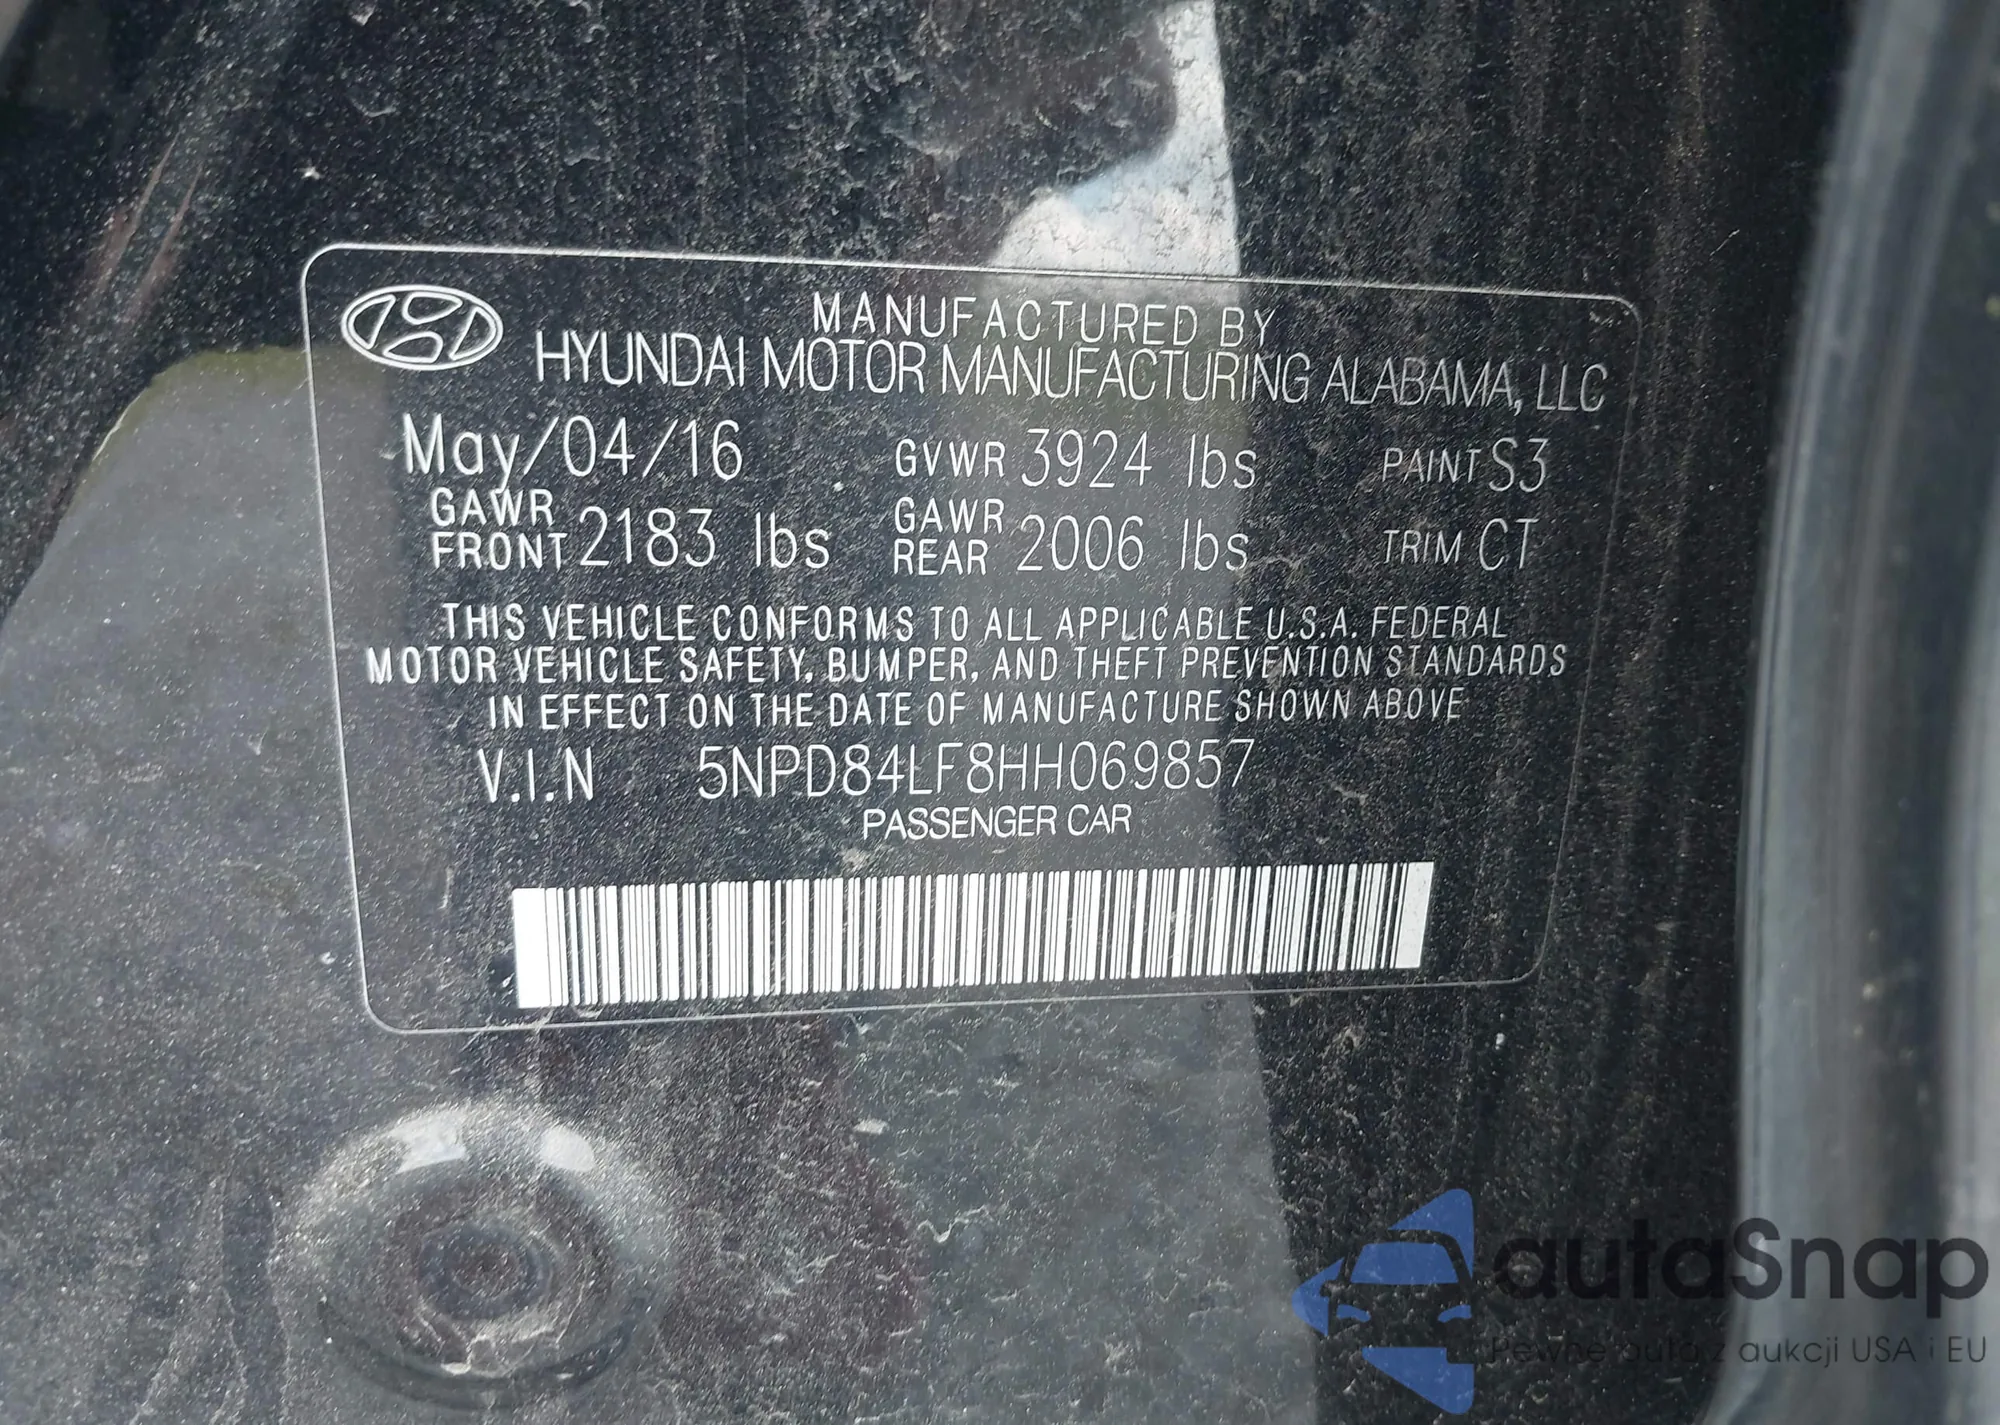 MANUFACTURED BY
HYUNDAI MOTOR MANUFACTURING ALABAMA, LLC
May/04/16 GVWR 3924 lbs PAINT S3
GAWR FRONT 2183 lbs GAWR REAR 2006 lbs TRIM CT
THIS VEHICLE CONFORMS TO ALL APPLICABLE U.S.A. FEDERAL
MOTOR VEHICLE SAFETY, BUMPER, AND THEFT PREVENTION STANDARDS
IN EFFECT ON THE DATE OF MANUFACTURE SHOWN ABOVE
V.I.N 5NPD84LF8HH069857
PASSENGER CAR
autaSnap
Pewne auta z aukcji USA i EU